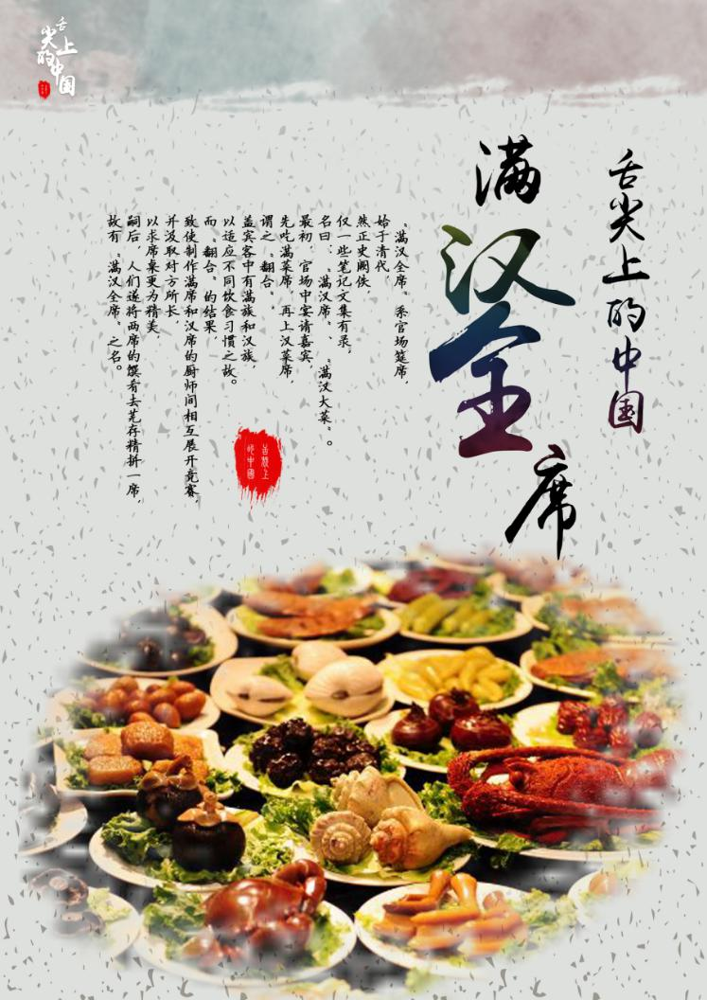 舌尖上的中国
舌尖上的中国
满汉全席
“满汉全席”系官场筵席，
始于清代，
然正史阙佚，
仅一些笔记文集有录，
名曰：“满汉席”、“满汉大菜”。
最初，官场中宴请嘉宾，
先吃满菜席，再上汉菜席，
谓之“翻合”，
盖宾客中有满族和汉族，
以适应不同饮食习惯之故。
而“翻合”的结果，
致使制作满席和汉席的厨师间相互展开竞赛，
并汲取对方所长，
以求席桌更为精美，
嗣后，人们遂将两席的馔肴去芜存精拼一席，
故有“满汉全席”之名。
舌尖上
的中国